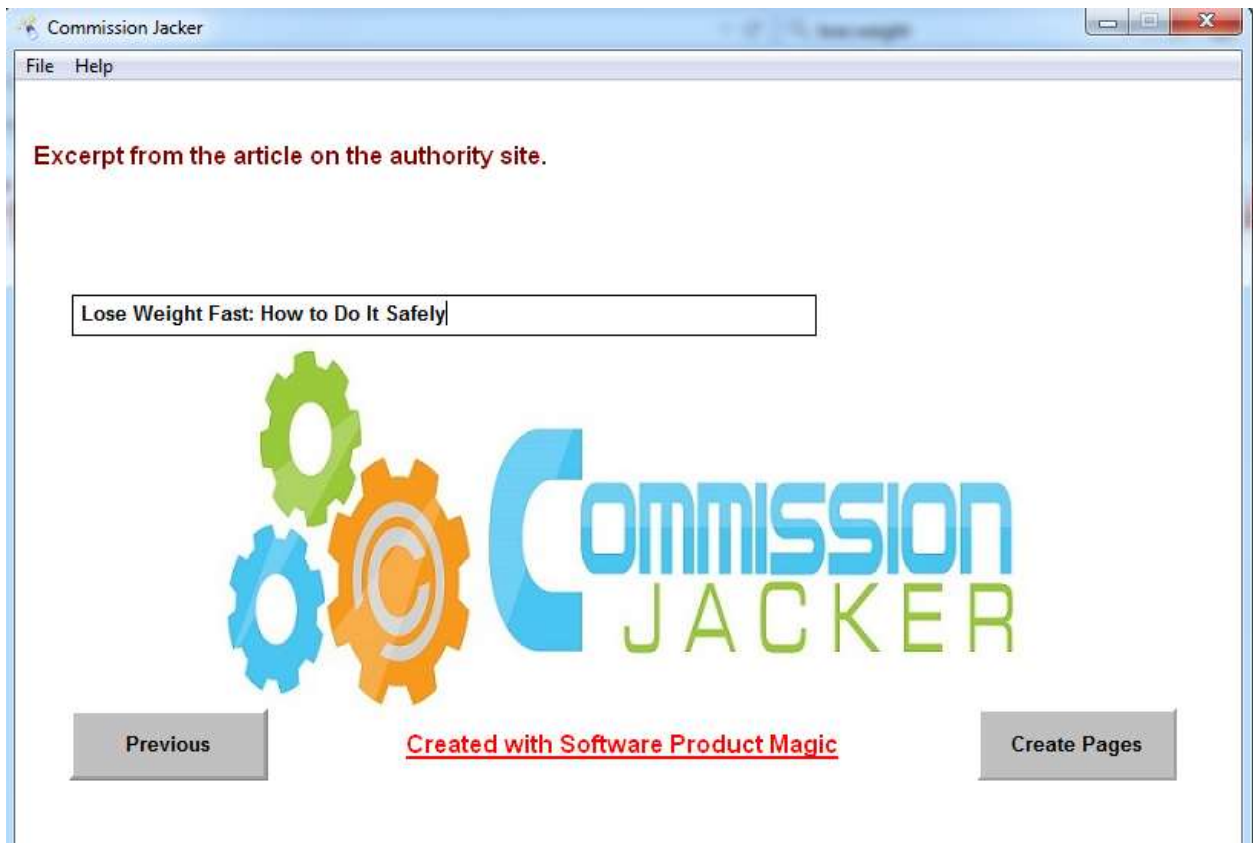 Commission Jacker
File Help
Excerpt from the article on the authority site.
Lose Weight Fast: How to Do It Safely
COMMISSION
JACKER
Previous
Created with Software Product Magic
Create Pages